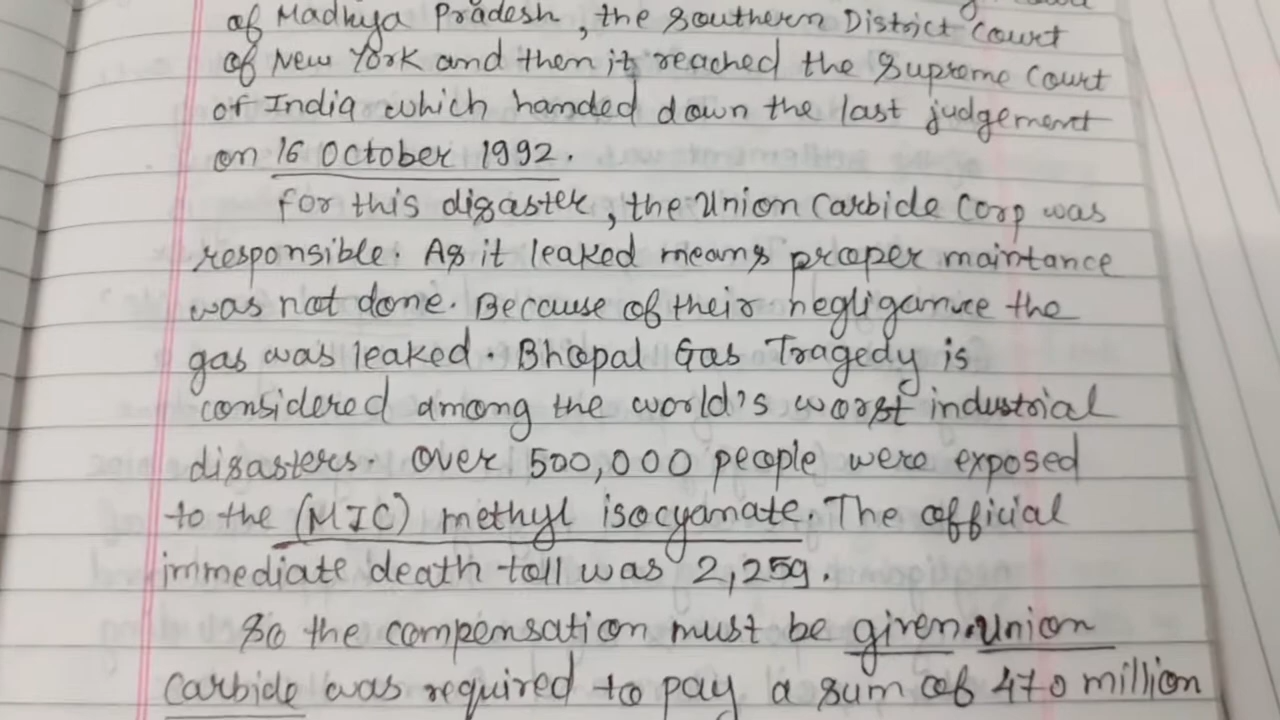 of Madhya Pradesh, the Southern District Court
of New York and then it reached the Supreme Court
of India which handed down the last judgement
on 16 October 1992.
For this disaster, the Union Carbide Corp was
responsible. As it leaked means proper maintance
was not done. Because of their negligance the
gas was leaked. Bhopal Gas Tragedy is
considered among the world's worst industrial
disasters. Over 500,000 people were exposed
to the (MIC) methyl isocyanate. The official
immediate death toll was 2,259.
So the compensation must be given. Union
Carbide was required to pay a sum of 470 million